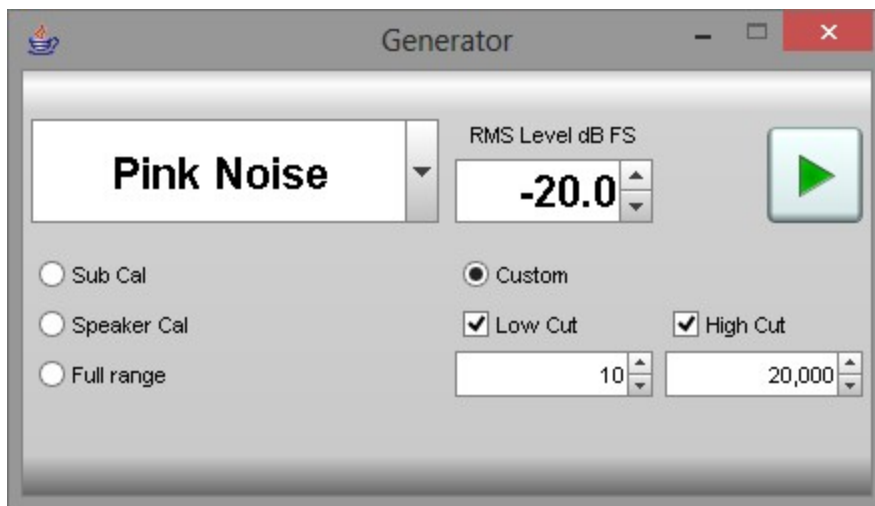 Generator
RMS Level dB FS
Pink Noise
-20.0
Sub Cal
Custom
Speaker Cal
Low Cut
High Cut
Full range
10
20,000